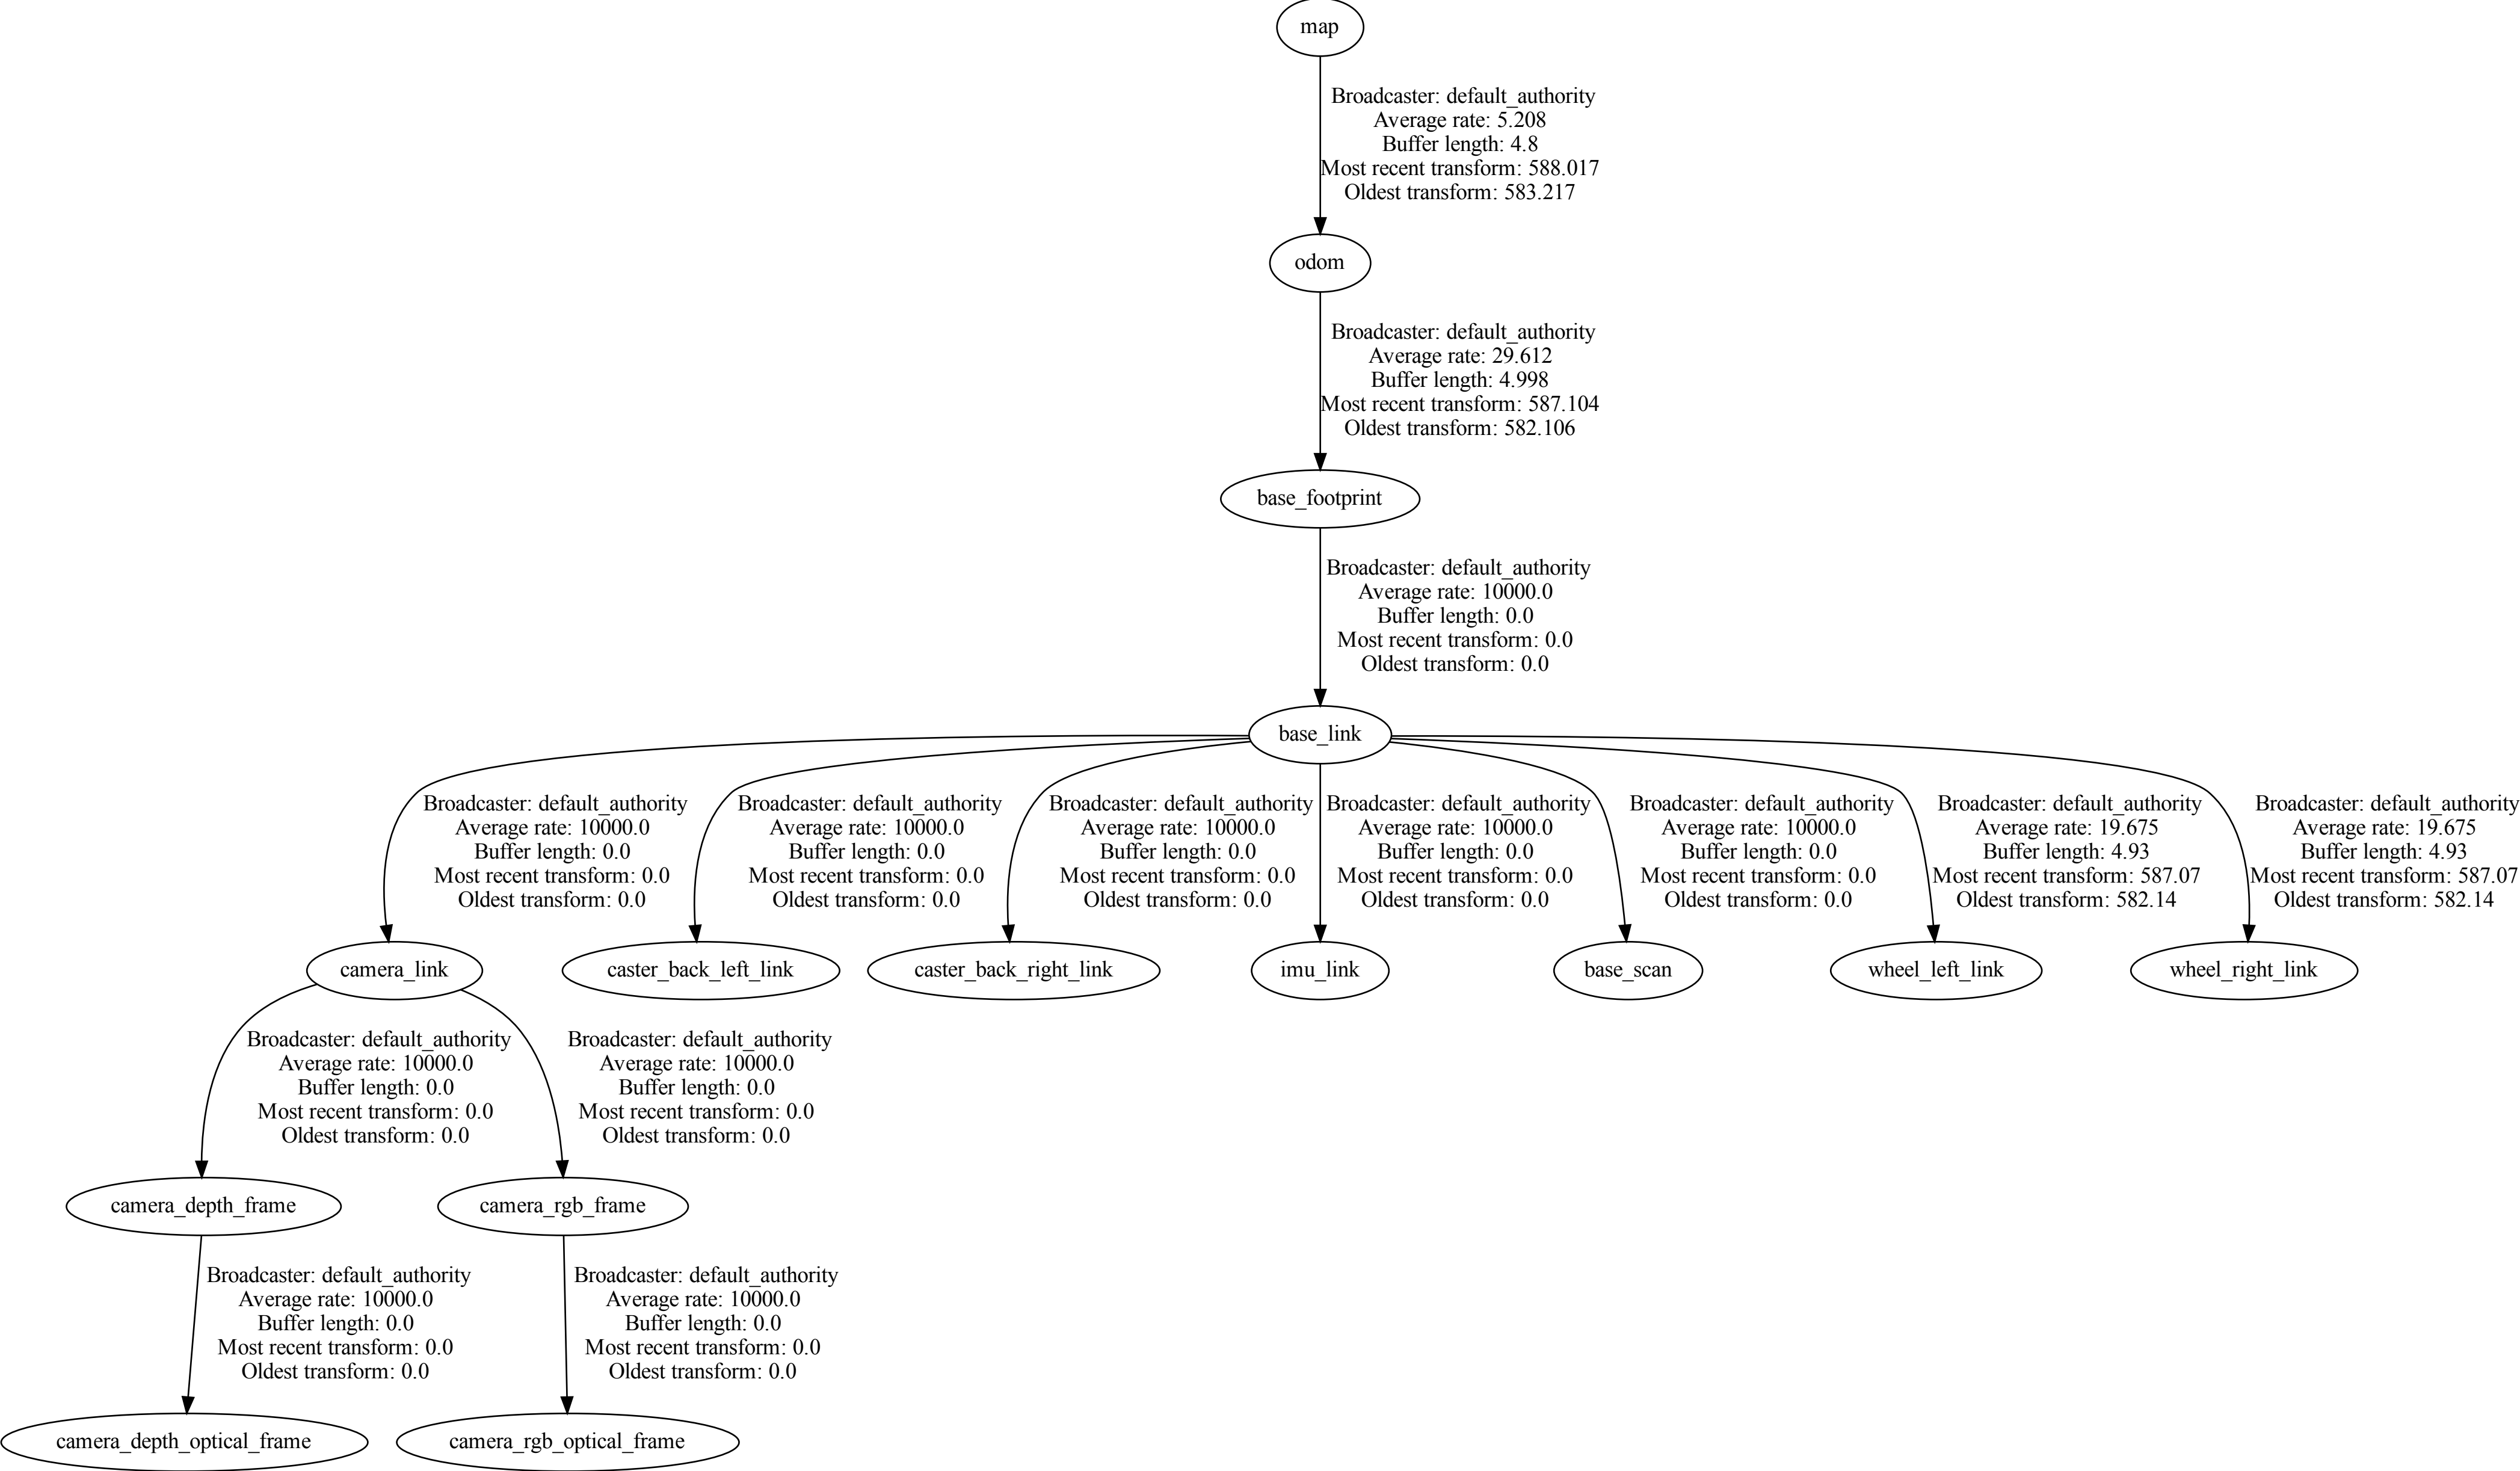 map
Broadcaster: default_authority
Average rate: 5.208
Buffer length: 4.8
Most recent transform: 588.017
Oldest transform: 583.217
odom
Broadcaster: default_authority
Average rate: 29.612
Buffer length: 4.998
Most recent transform: 587.104
Oldest transform: 582.106
base_footprint
Broadcaster: default_authority
Average rate: 10000.0
Buffer length: 0.0
Most recent transform: 0.0
Oldest transform: 0.0
base_link
Broadcaster: default_authority
Average rate: 10000.0
Buffer length: 0.0
Most recent transform: 0.0
Oldest transform: 0.0
Broadcaster: default_authority
Average rate: 10000.0
Buffer length: 0.0
Most recent transform: 0.0
Oldest transform: 0.0
Broadcaster: default_authority
Average rate: 10000.0
Buffer length: 0.0
Most recent transform: 0.0
Oldest transform: 0.0
Broadcaster: default_authority
Average rate: 10000.0
Buffer length: 0.0
Most recent transform: 0.0
Oldest transform: 0.0
Broadcaster: default_authority
Average rate: 10000.0
Buffer length: 0.0
Most recent transform: 0.0
Oldest transform: 0.0
Broadcaster: default_authority
Average rate: 19.675
Buffer length: 4.93
Most recent transform: 587.07
Oldest transform: 582.14
Broadcaster: default_authority
Average rate: 19.675
Buffer length: 4.93
Most recent transform: 587.07
Oldest transform: 582.14
camera_link
caster_back_left_link
caster_back_right_link
imu_link
base_scan
wheel_left_link
wheel_right_link
Broadcaster: default_authority
Average rate: 10000.0
Buffer length: 0.0
Most recent transform: 0.0
Oldest transform: 0.0
Broadcaster: default_authority
Average rate: 10000.0
Buffer length: 0.0
Most recent transform: 0.0
Oldest transform: 0.0
camera_depth_frame
camera_rgb_frame
Broadcaster: default_authority
Average rate: 10000.0
Buffer length: 0.0
Most recent transform: 0.0
Oldest transform: 0.0
Broadcaster: default_authority
Average rate: 10000.0
Buffer length: 0.0
Most recent transform: 0.0
Oldest transform: 0.0
camera_depth_optical_frame
camera_rgb_optical_frame